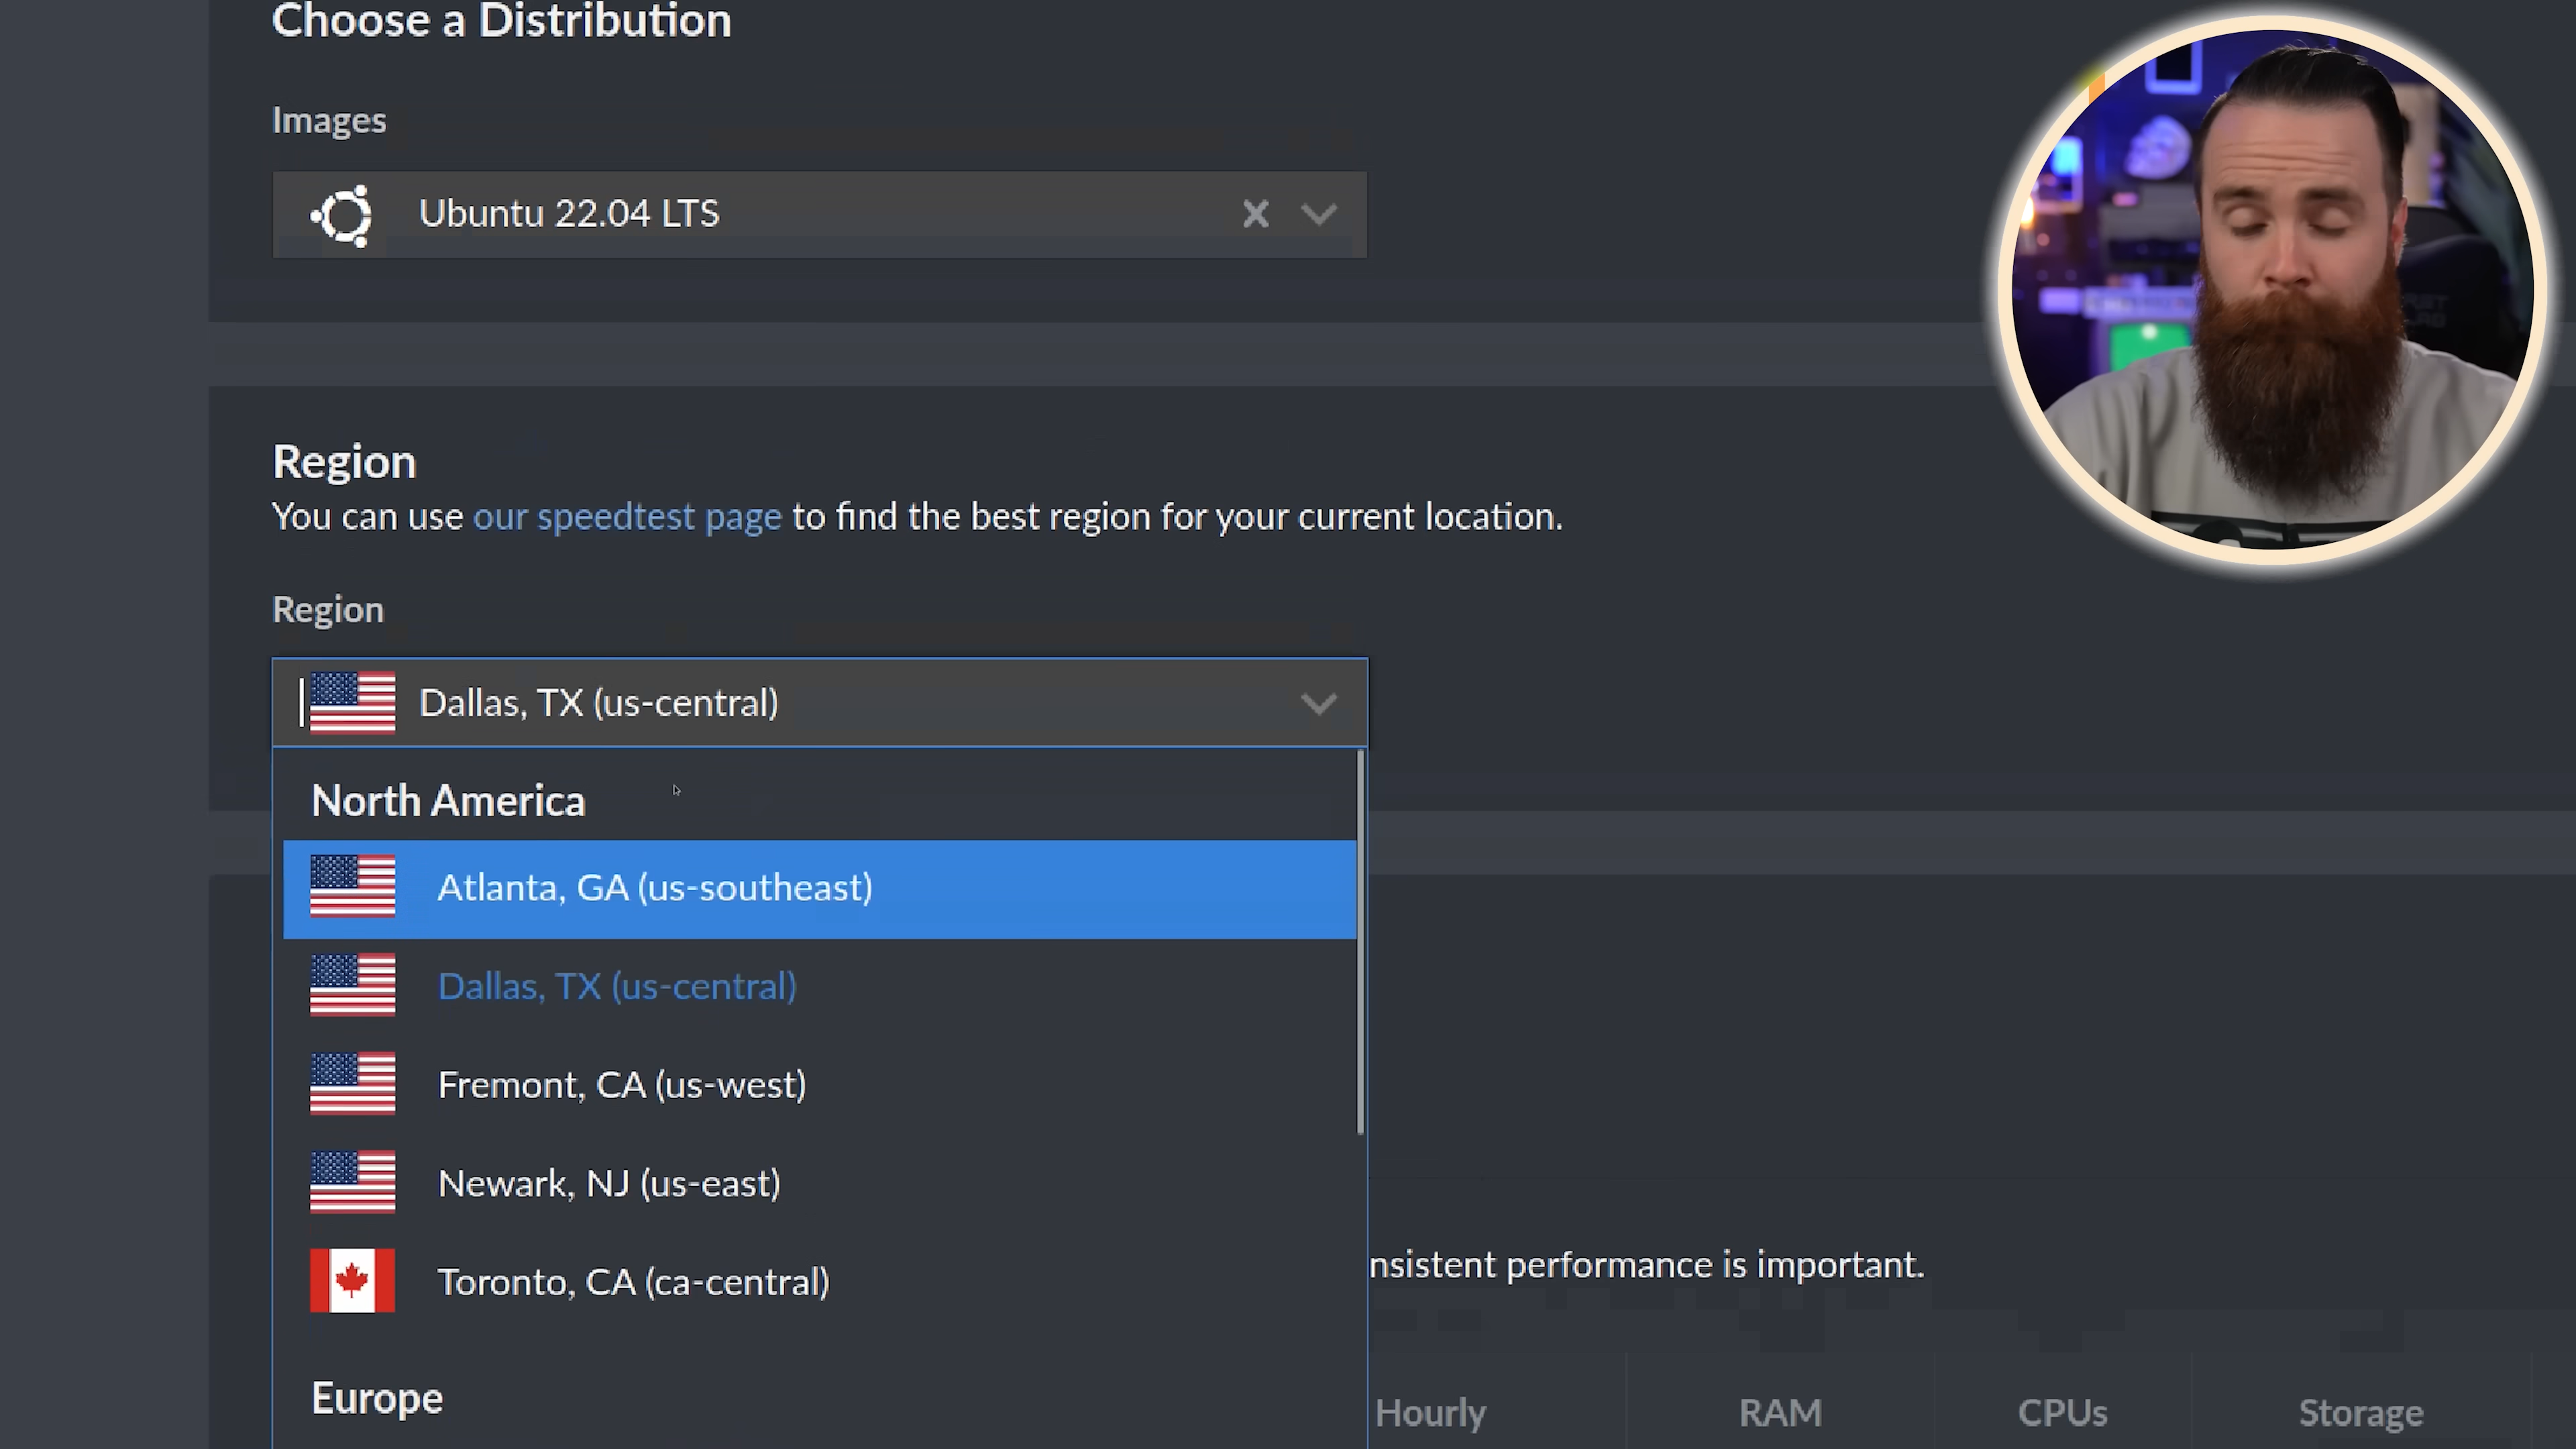 Choose a Distribution
Images
Ubuntu 22.04 LTS
Region
You can use our speedtest page to find the best region for your current location.
Region
Dallas, TX (us-central)
North America
Atlanta, GA (us-southeast)
Dallas, TX (us-central)
Fremont, CA (us-west)
Newark, NJ (us-east)
nsistent performance is important.
Toronto, CA (ca-central)
Europe
Hourly RAM CPUs Storage